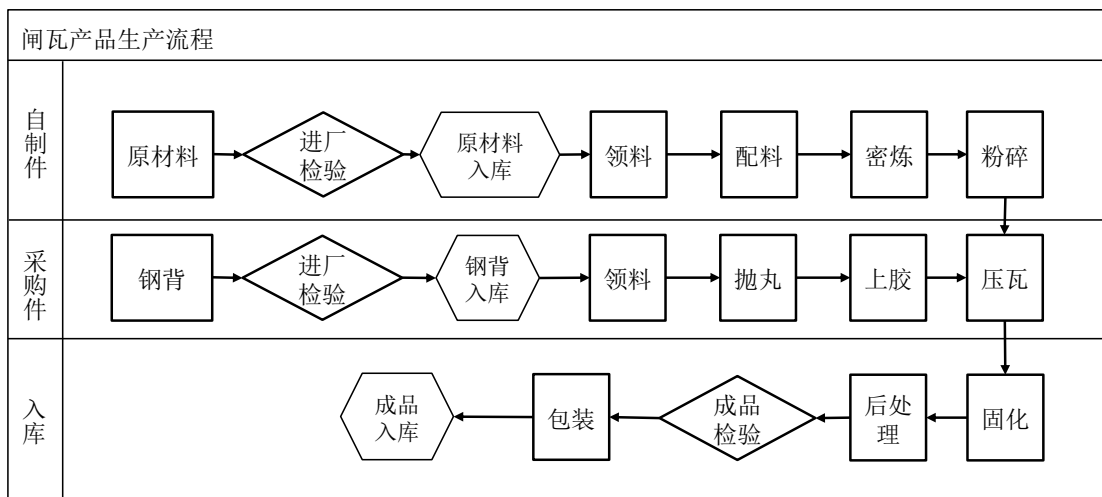 闸瓦产品生产流程
自
制
件
原材料
进厂
检验
原材料
入库
领料
配料
密炼
粉碎
采
购
件
钢背
进厂
检验
钢背
入库
领料
抛丸
上胶
压瓦
入
库
成品
入库
包装
成品
检验
后处
理
固化